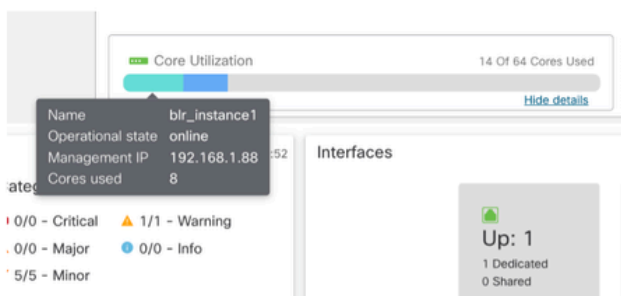 Core Utilization 14 Of 64 Cores Used
Hide details
Name blr_instance1
Operational state online
Management IP 192.168.1.88
Cores used 8
:52
Interfaces
ateg
0/0 - Critical 1/1 - Warning
0/0 - Major 0/0 - Info
5/5 - Minor
Up: 1
1 Dedicated
0 Shared